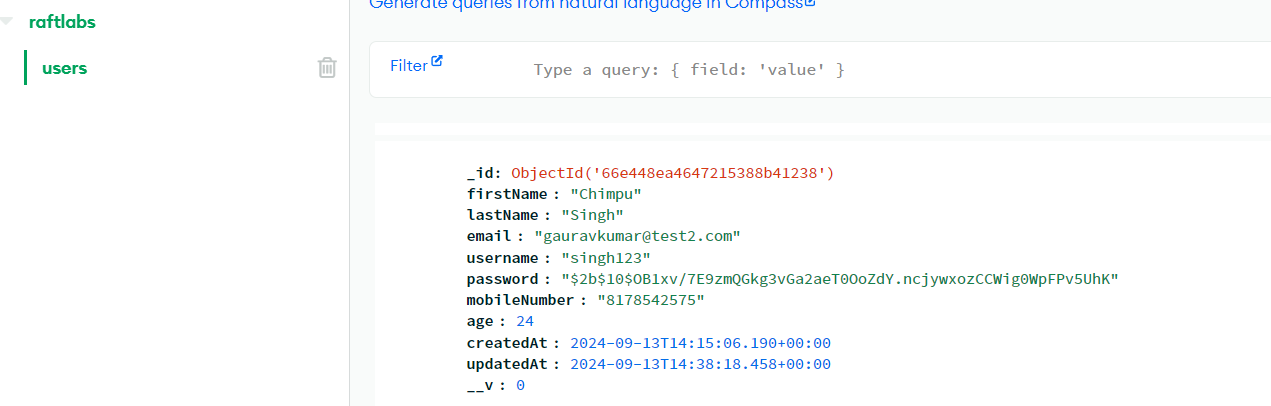 raftlabs
users
Generate queries from natural language in Compass
Filter
Type a query: { field: 'value' }
_id: ObjectId('66e448ea4647215388b41238')
firstName : "Chimpu"
lastName : "Singh"
email : "gauravkumar@test2.com"
username : "singh123"
password : "$2b$10$OB1xv/7E9zmQGkg3vGa2aeT0OoZdY.ncjywxozCCWig0WpFPv5UhK"
mobileNumber : "8178542575"
age : 24
createdAt : 2024-09-13T14:15:06.190+00:00
updatedAt : 2024-09-13T14:38:18.458+00:00
__v : 0